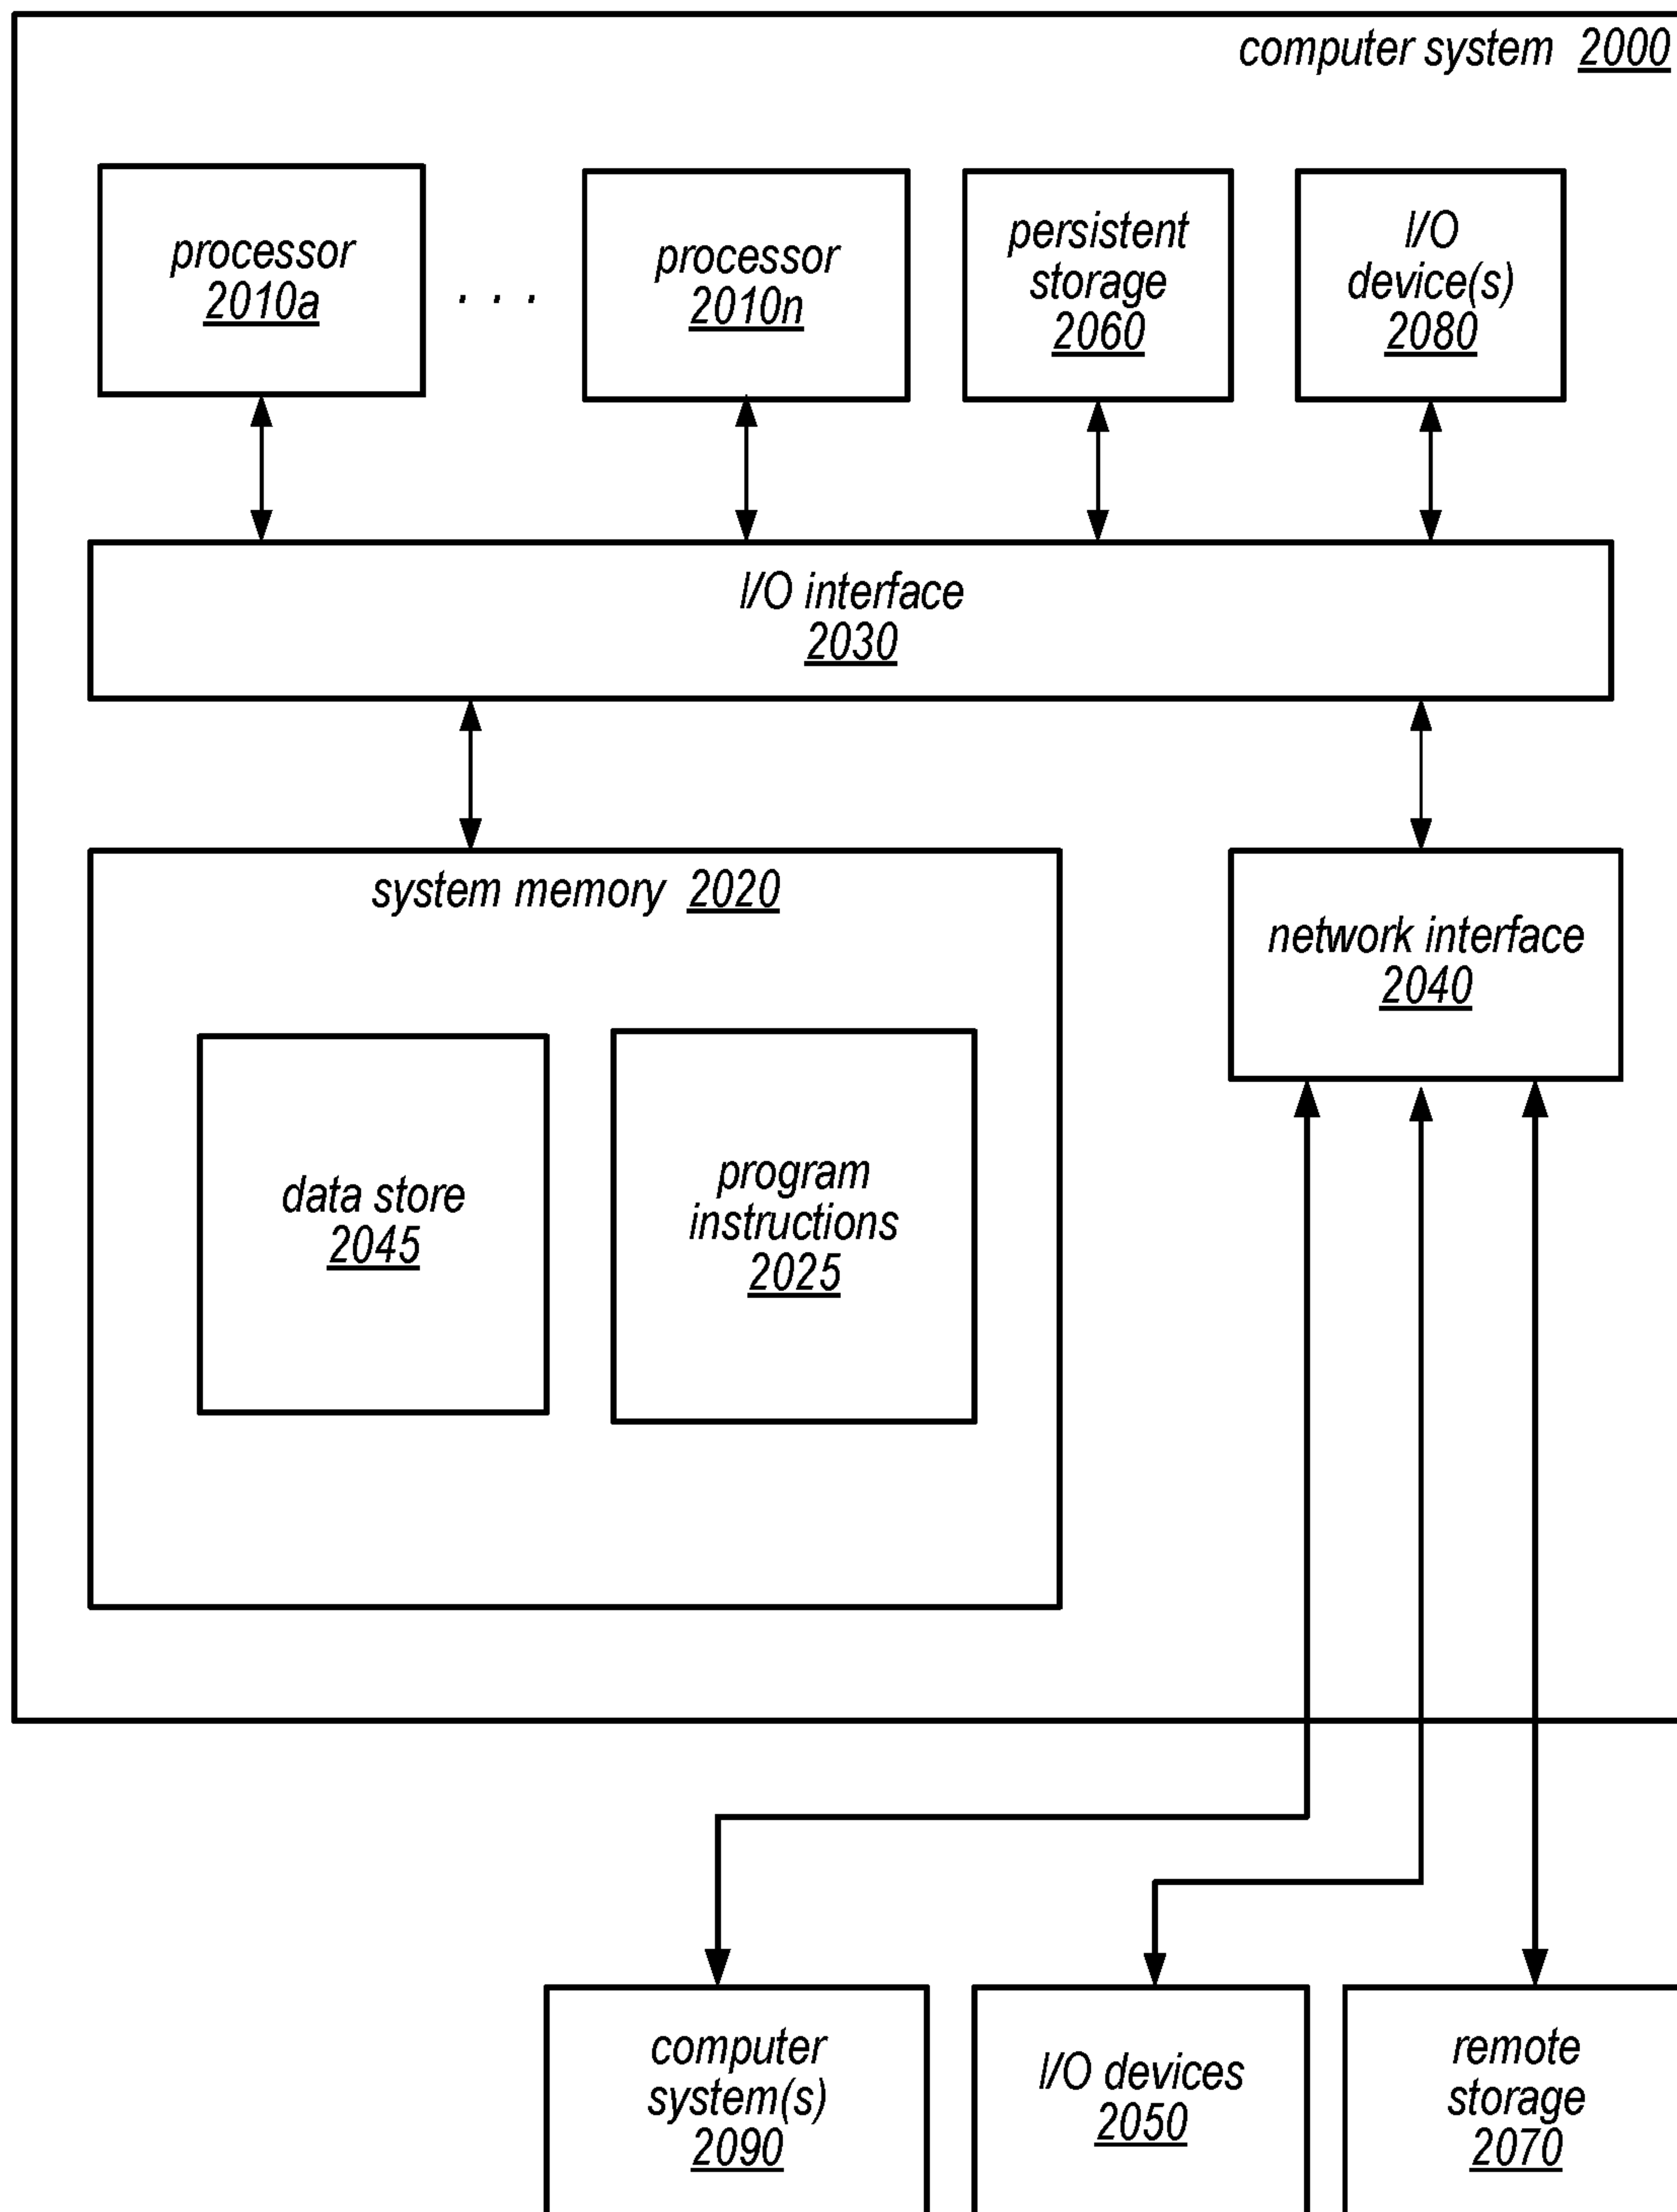 computer system 2000
processor
2010a
. . .
processor
2010n
persistent
storage
2060
I/O
device(s)
2080
I/O interface
2030
system memory 2020
network interface
2040
data store
2045
program
instructions
2025
computer
system(s)
2090
I/O devices
2050
remote
storage
2070